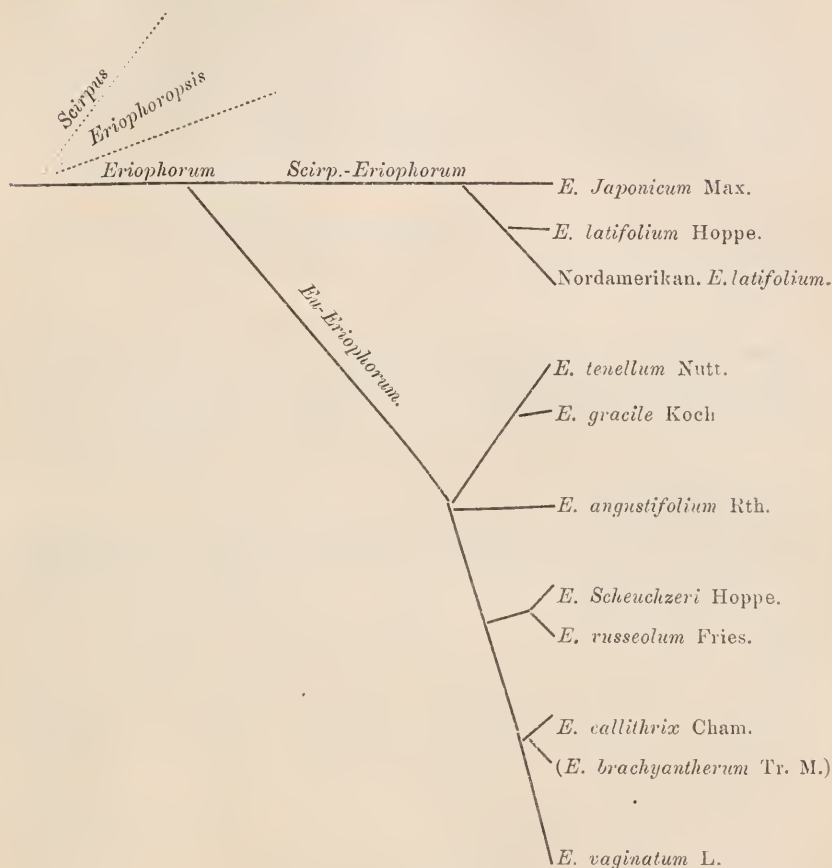 Scirpus
Eriophoropsis
Eriophorum Scirp.-Eriophorum
E. Japonicum Max.
E. latifolium Hoppe.
Nordamerikan. E. latifolium.
Eu-Eriophorum.
E. tenellum Nutt.
E. gracile Koch
E. angustifolium Rth.
E. Scheuchzeri Hoppe.
E. russeolum Fries.
E. callithrix Cham.
(E. brachyantherum Tr. M.)
E. vaginatum L.